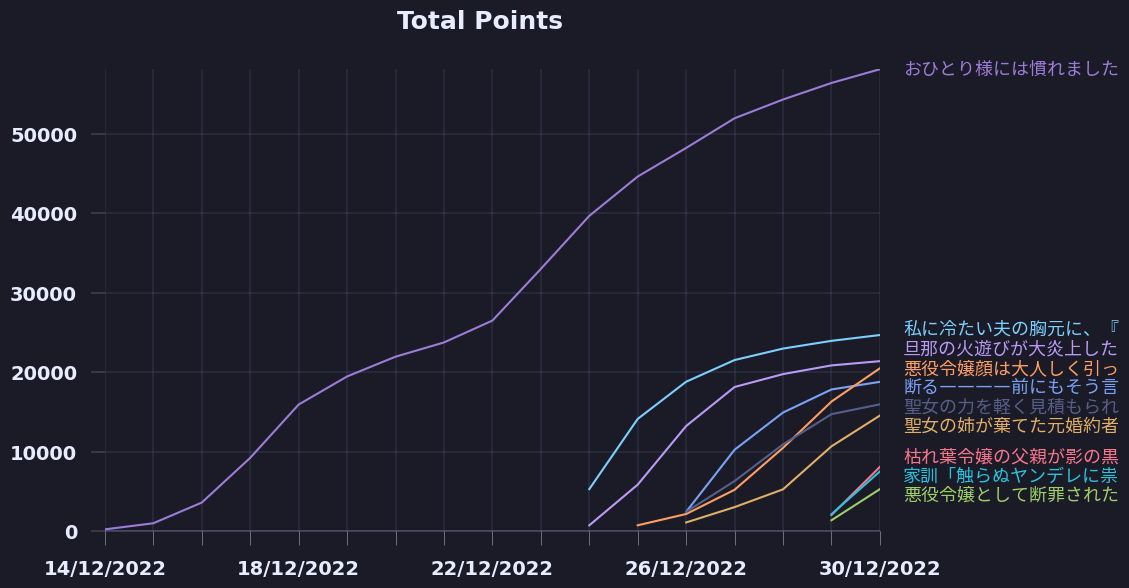 Total Points
おひとり様には慣れました
50000
40000
30000
私に冷たい夫の胸元に、『
旦那の火遊びが大炎上した
20000
悪役令嬢顔は大人しく引っ
断るーーーー前にもそう言
聖女の力を軽く見積もられ
聖女の姉が棄てた元婚約者
10000
枯れ葉令嬢の父親が影の黒
家訓「触らぬヤンデレに祟
悪役令嬢として断罪された
0
14/12/2022 18/12/2022 22/12/2022 26/12/2022 30/12/2022